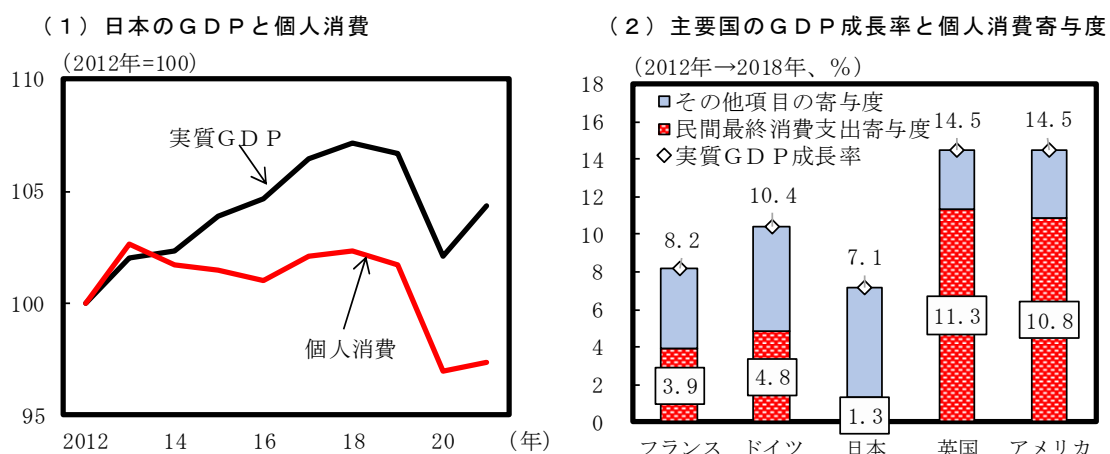 （１）日本のＧＤＰと個人消費
（2012年=100）
110
105
100
95
実質ＧＤＰ
個人消費
2012 14 16 18 20 (年)
（２）主要国のＧＤＰ成長率と個人消費寄与度
（2012年→2018年、％）
18
16
14
12
10
8
6
4
2
0
その他項目の寄与度
民間最終消費支出寄与度
実質ＧＤＰ成長率
8.2
10.4
7.1
14.5
14.5
3.9
4.8
1.3
11.3
10.8
フランス ドイツ 日本 英国 アメリカ